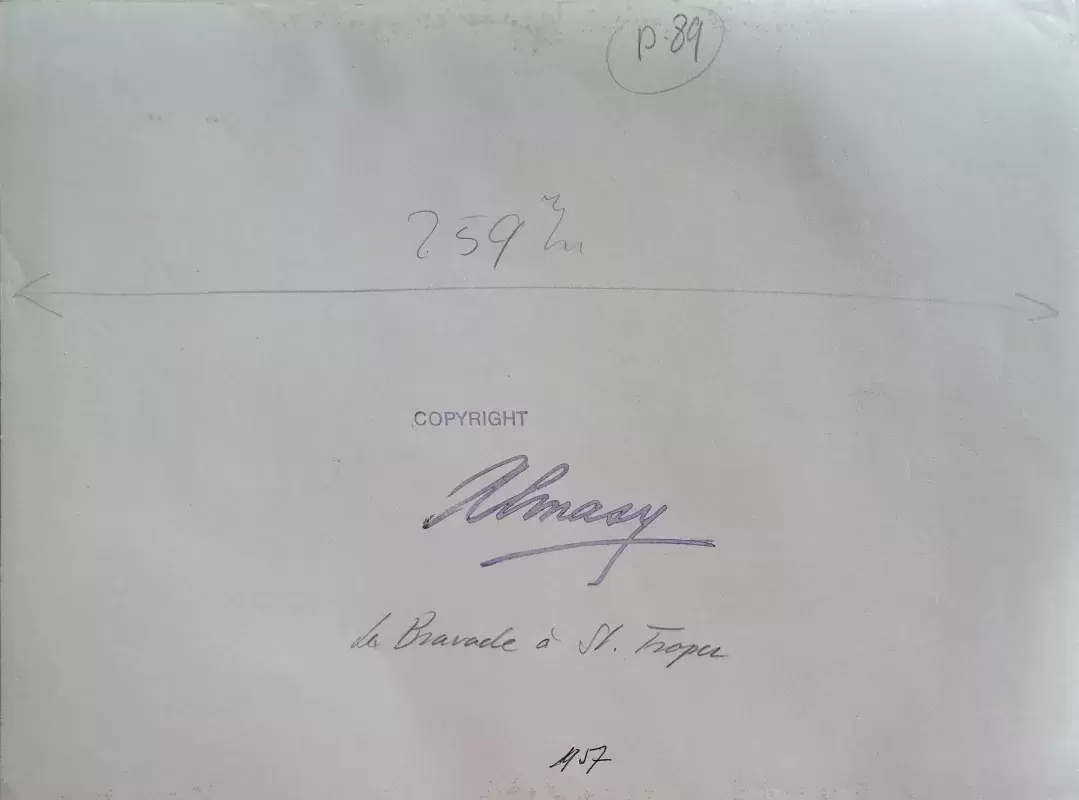 p. 89
259 m/m
COPYRIGHT
Almasy
La Bravade à St. Tropez
1957